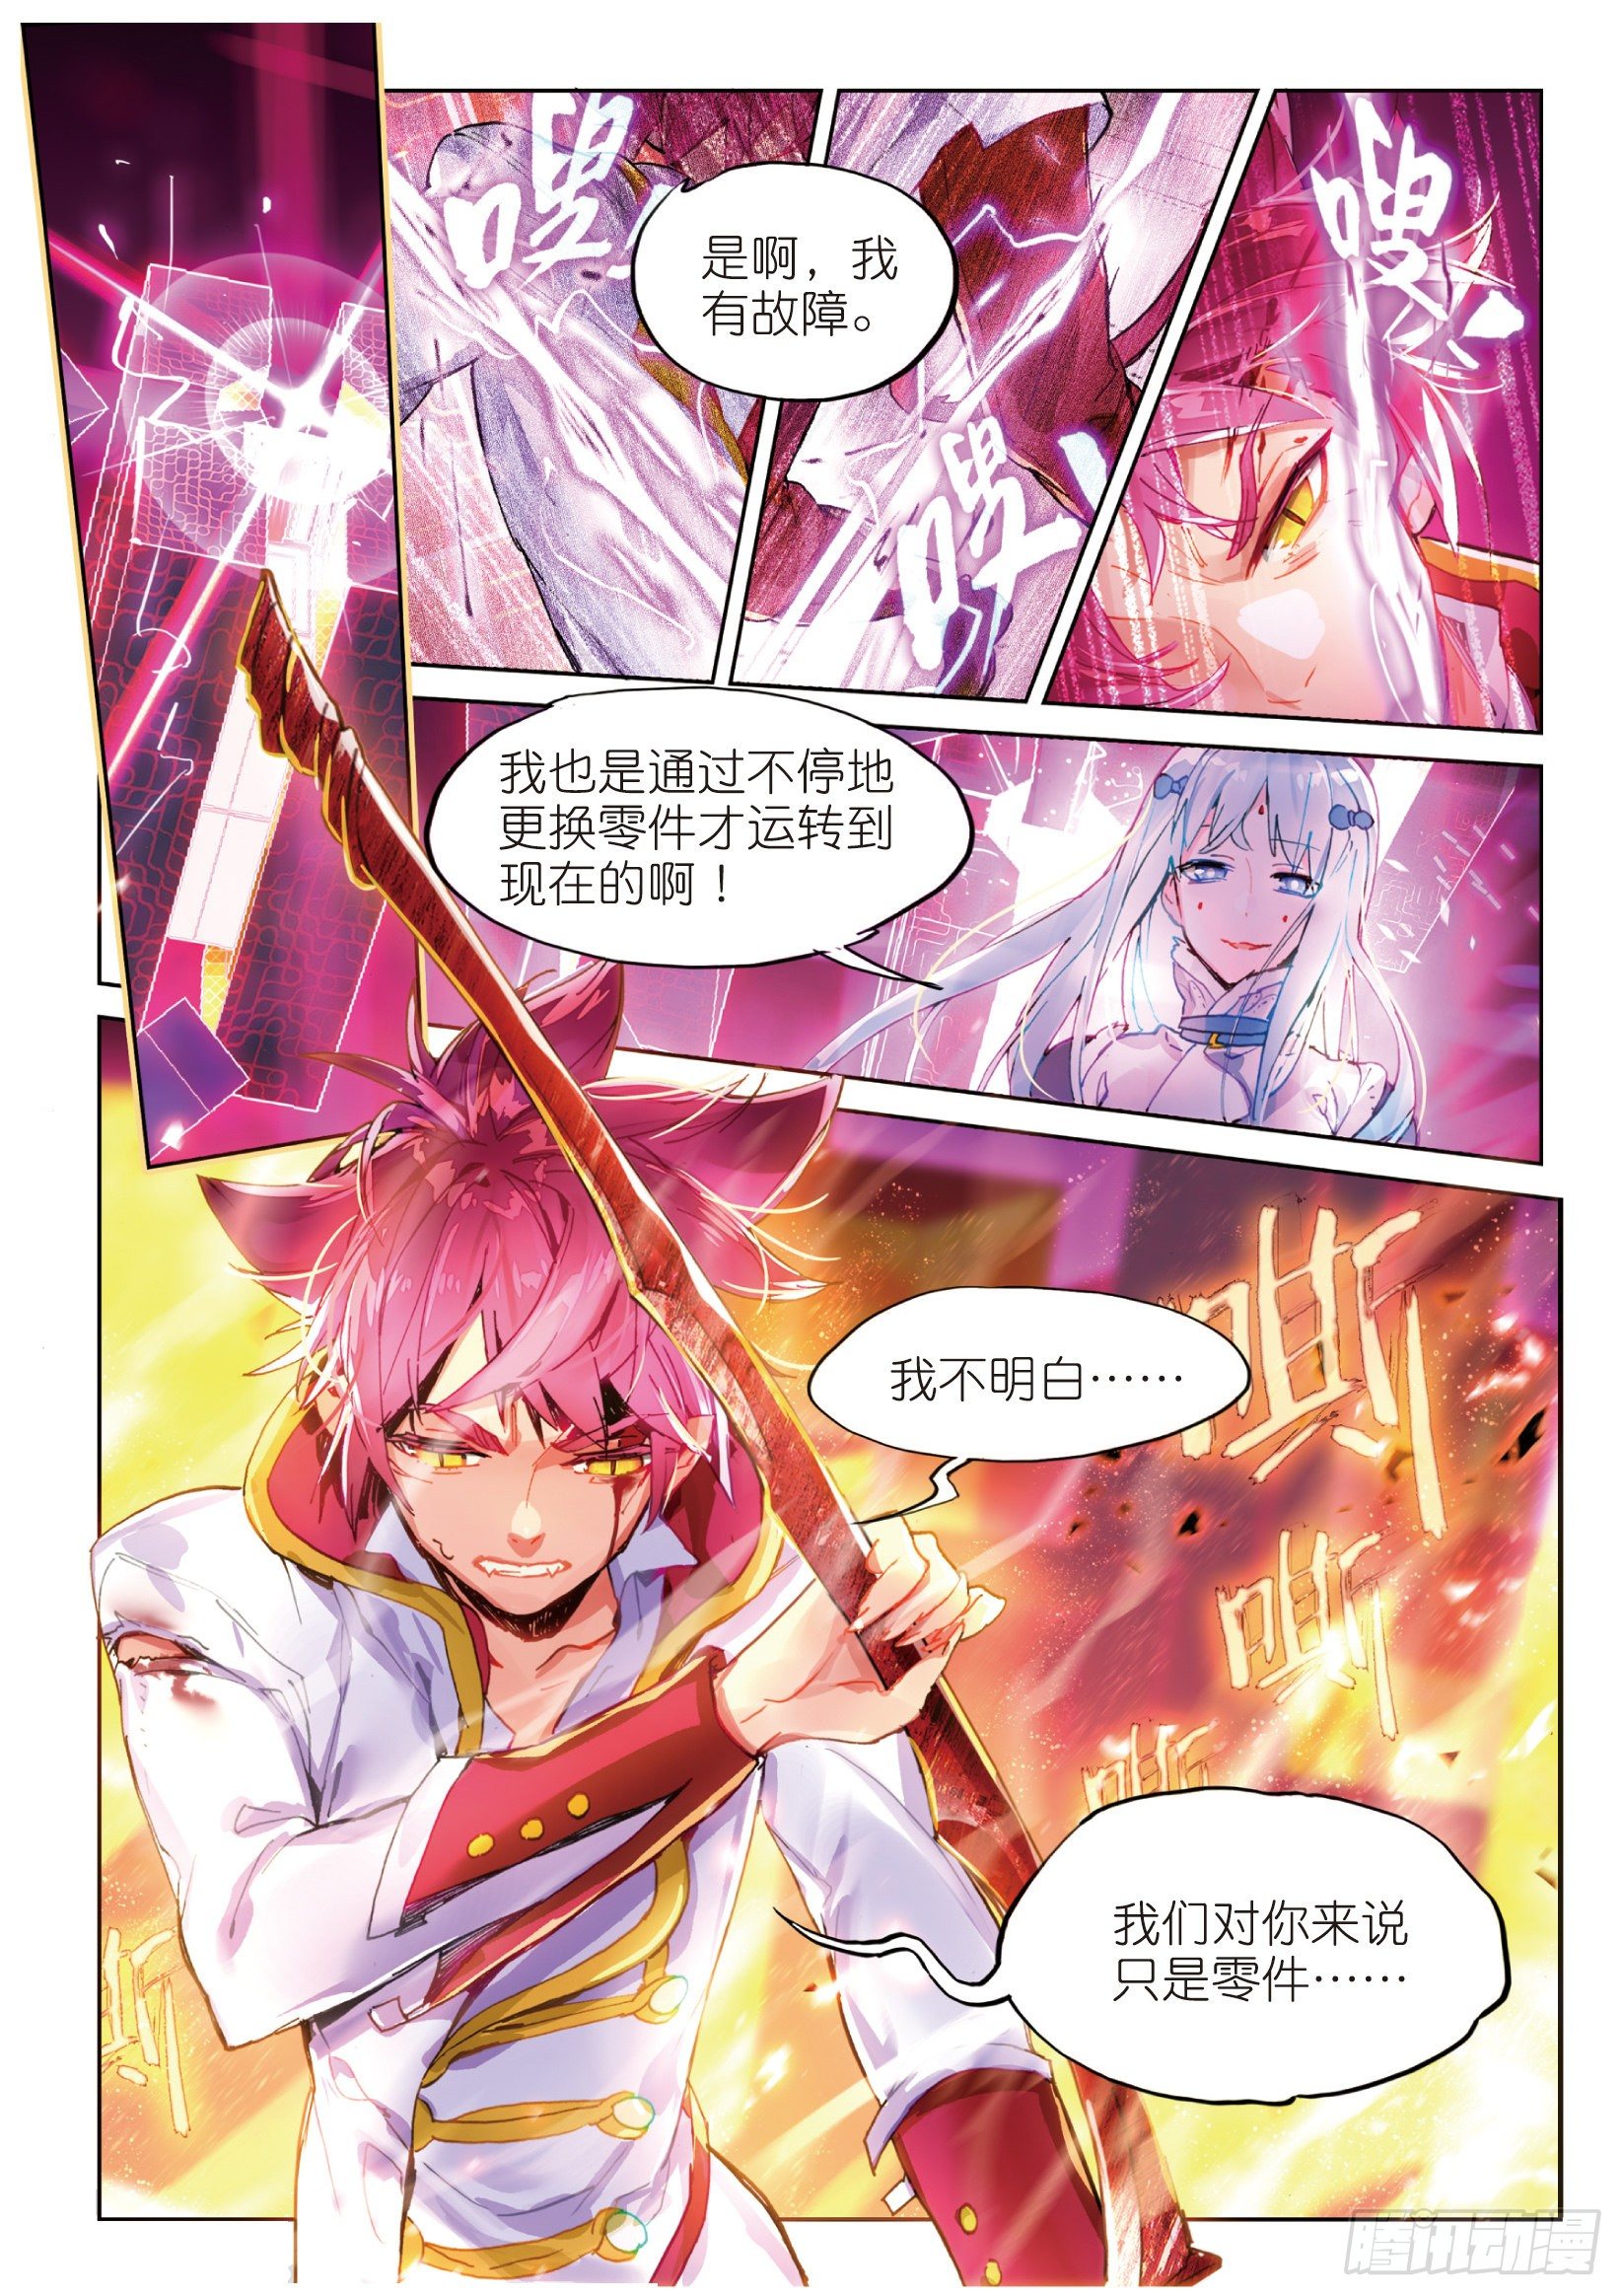 嗖
是啊，我
有故障。
嗖
嗖
我也是通过不停地
更换零件才运转到
现在的啊！
我不明白……
嘶
嘶
嘶
我们对你来说
只是零件……
嘶
腾讯动漫